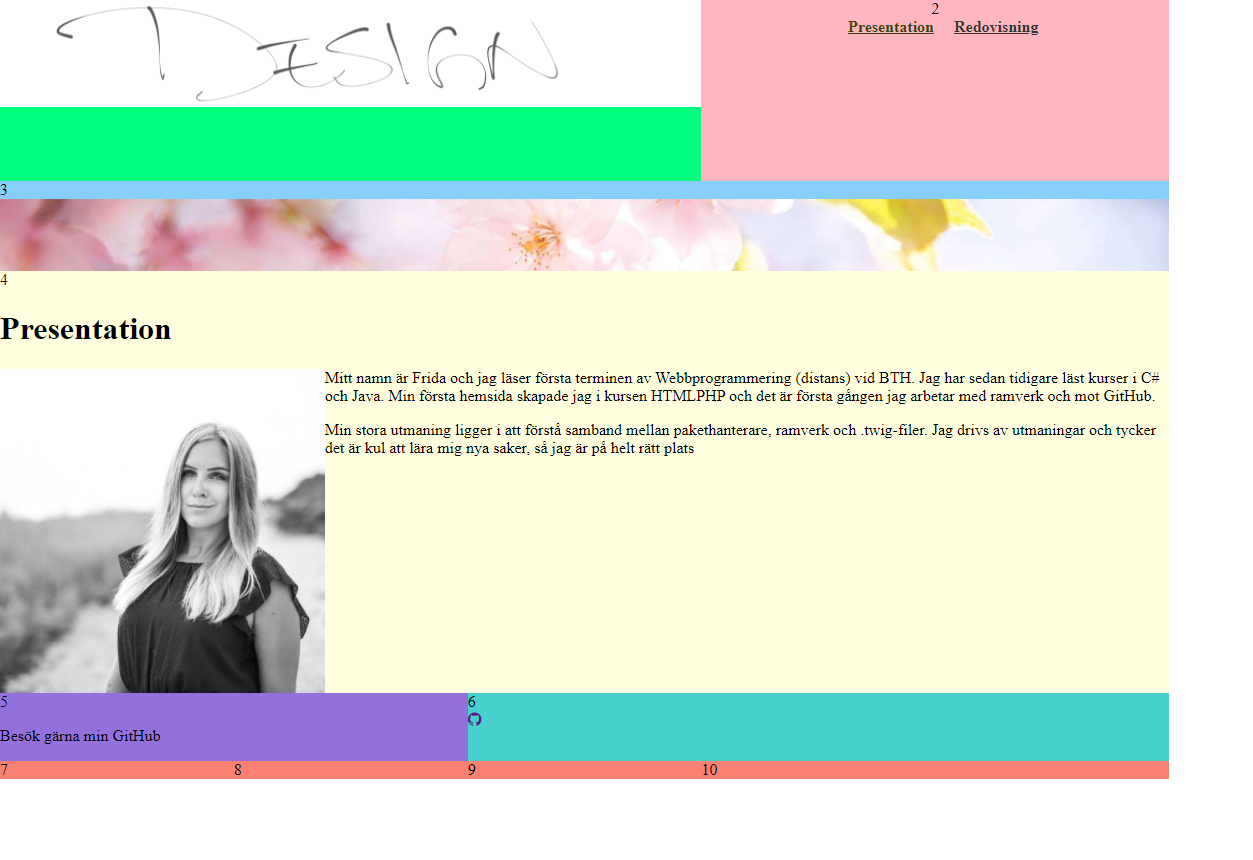 DESIGN
2
Presentation Redovisning
3
4
Presentation
Mitt namn är Frida och jag läser första terminen av Webbprogrammering (distans) vid BTH. Jag har sedan tidigare läst kurser i C#
och Java. Min första hemsida skapade jag i kursen HTMLPHP och det är första gången jag arbetar med ramverk och mot GitHub.
Min stora utmaning ligger i att förstå samband mellan pakethanterare, ramverk och .twig-filer. Jag drivs av utmaningar och tycker
det är kul att lära mig nya saker, så jag är på helt rätt plats
5
Besök gärna min GitHub
6
7 8 9 10